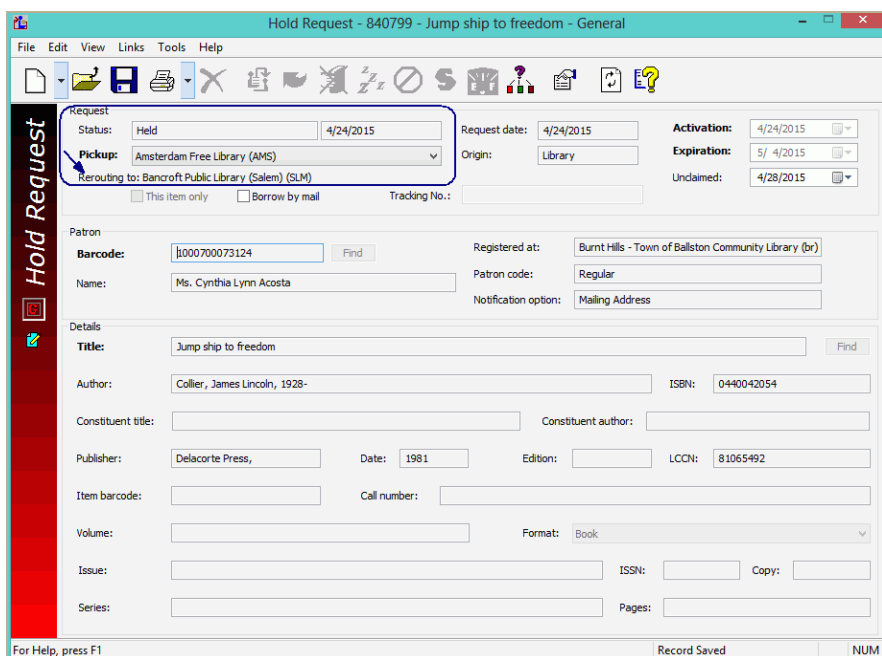 Hold Request - 840799 - Jump ship to freedom - General
File Edit View Links Tools Help
Hold Request
Request
Status: Held 4/24/2015 Request date: 4/24/2015 Activation: 4/24/2015
Pickup: Amsterdam Free Library (AMS) Origin: Library Expiration: 5/ 4/2015
Rerouting to: Bancroft Public Library (Salem) (SLM) Unclaimed: 4/28/2015
This item only Borrow by mail Tracking No.:
Patron
Barcode: 1000700073124 Find Registered at: Burnt Hills - Town of Ballston Community Library (br)
Name: Ms. Cynthia Lynn Acosta Patron code: Regular
Notification option: Mailing Address
Details
Title: Jump ship to freedom Find
Author: Collier, James Lincoln, 1928- ISBN: 0440042054
Constituent title: Constituent author:
Publisher: Delacorte Press, Date: 1981 Edition: LCCN: 81065492
Item barcode: Call number:
Volume: Format: Book
Issue: ISSN: Copy:
Series: Pages:
For Help, press F1 Record Saved NUM